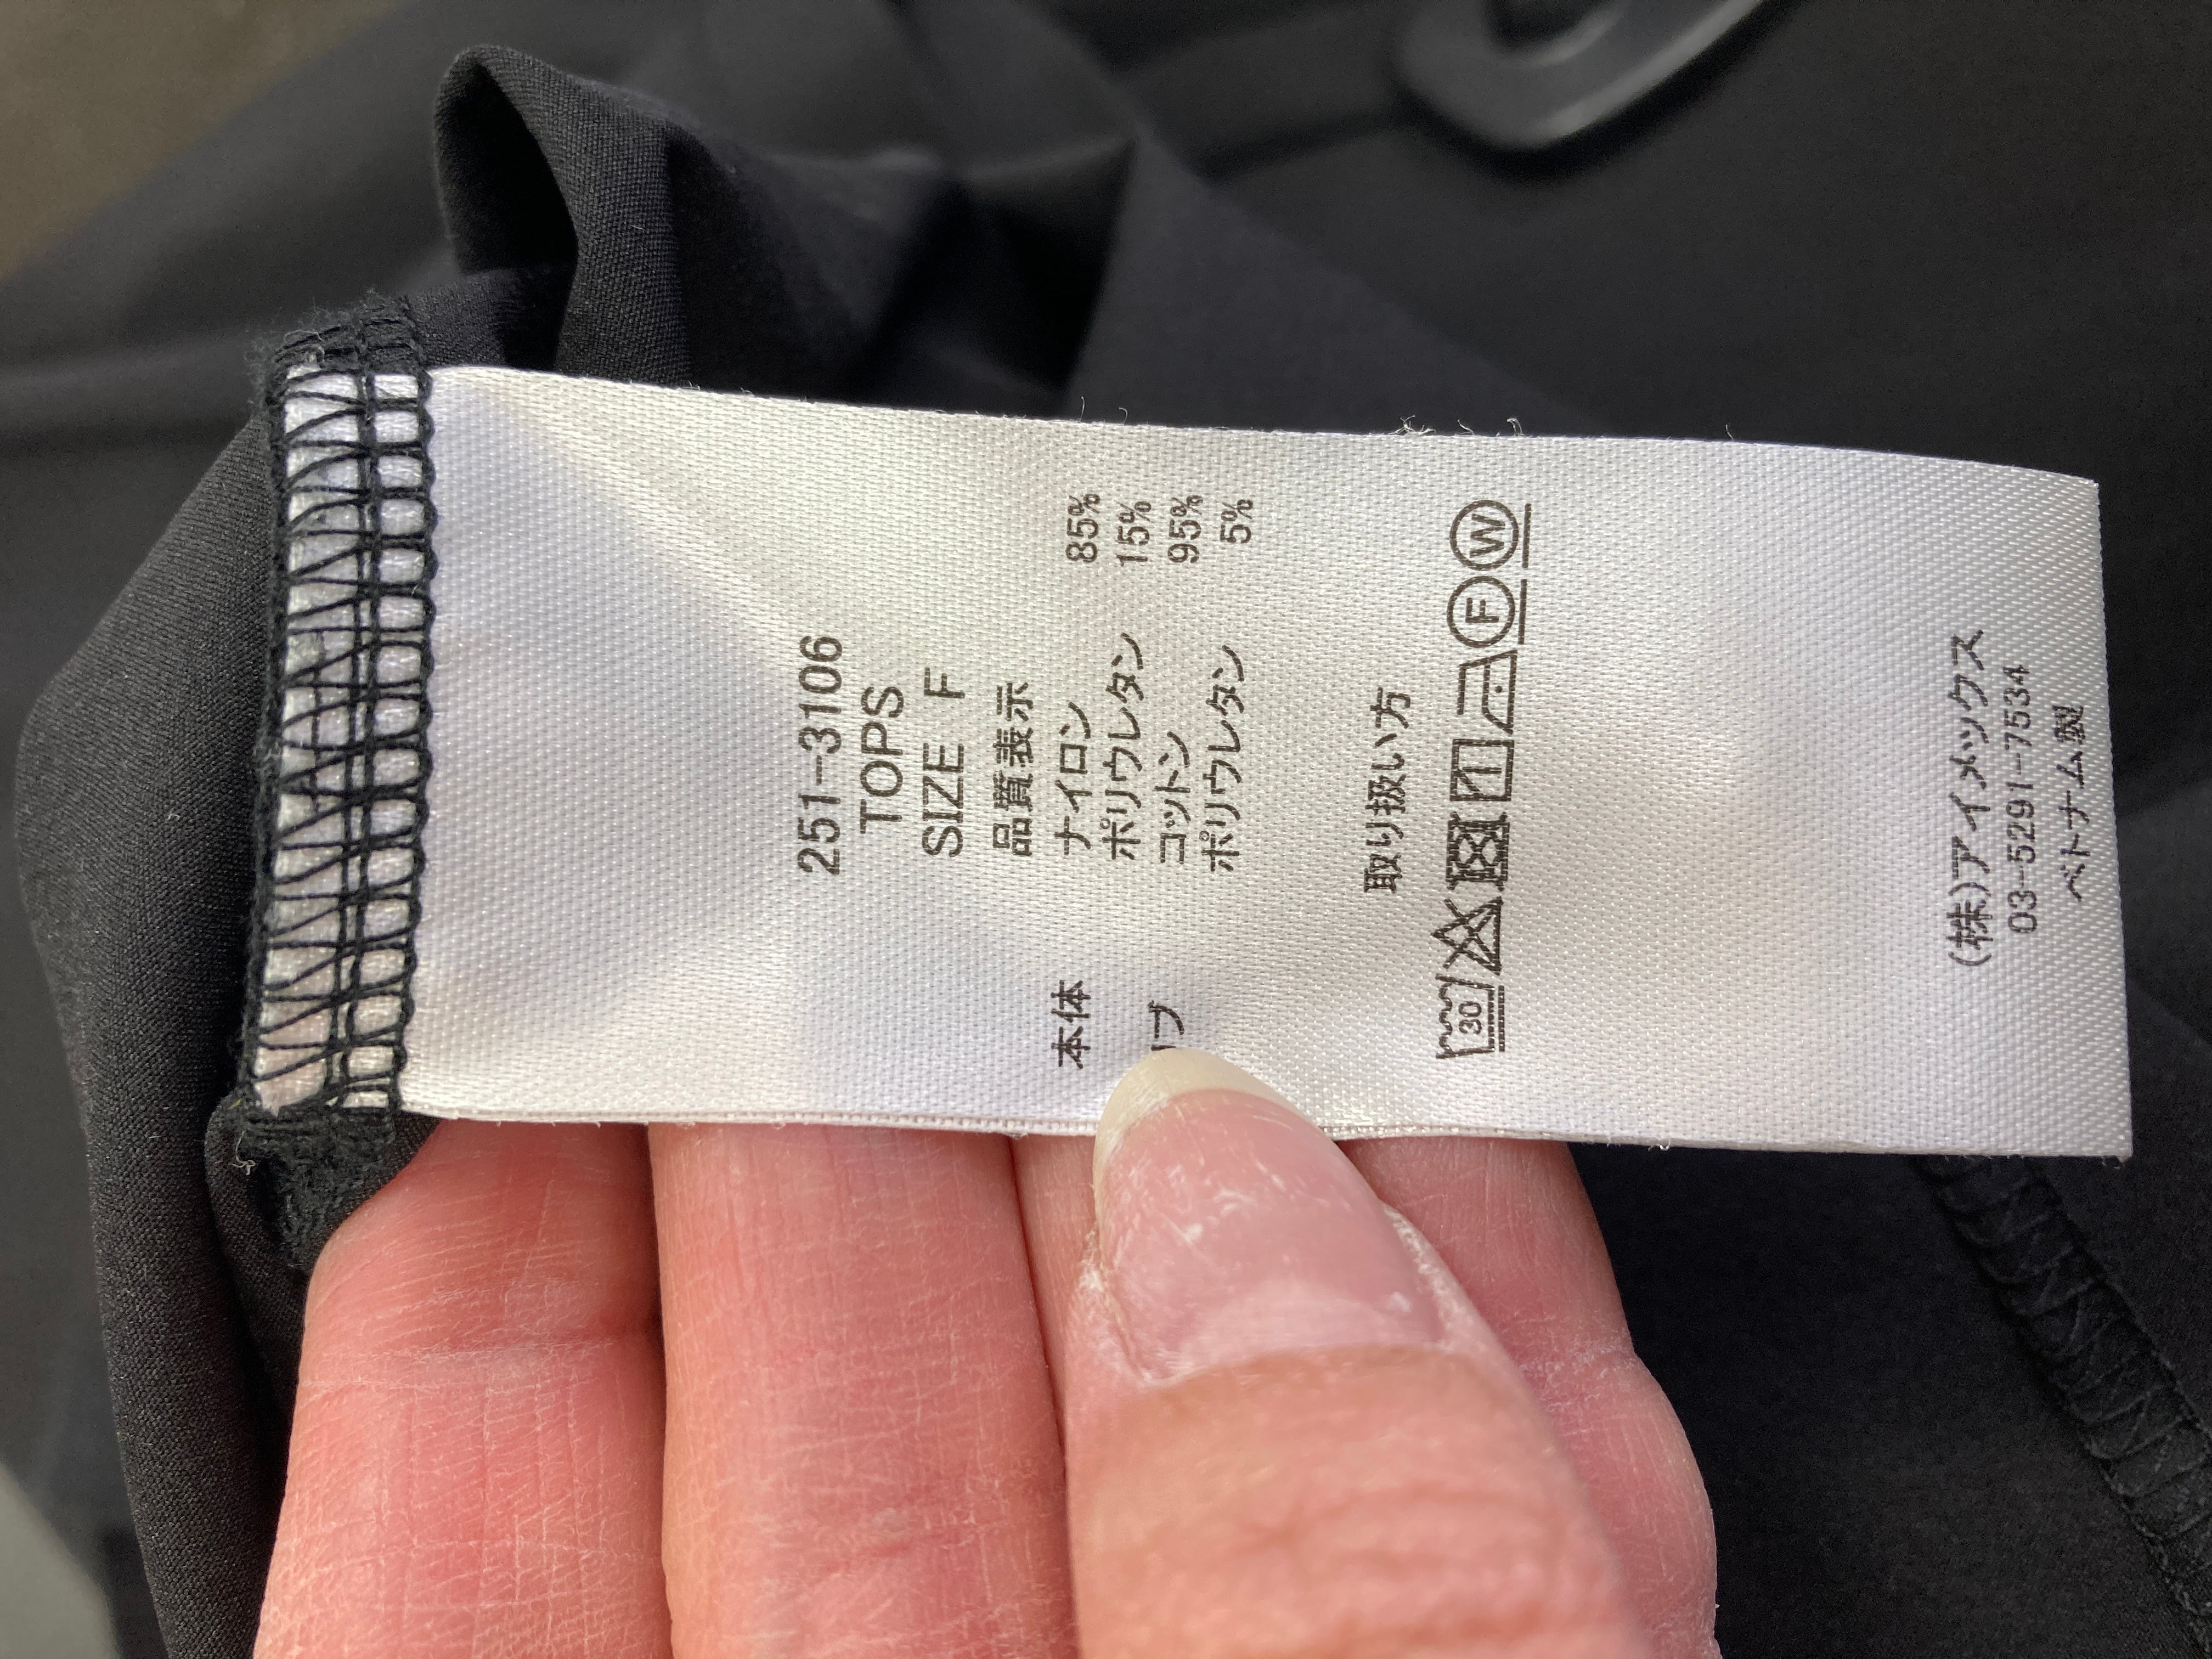 251-3106
TOPS
SIZE F
品質表示
本体 ナイロン 85%
ポリウレタン 15%
コットン 95%
ポリウレタン 5%
取り扱い方
30 F W
(株)アイメックス
03-5291-7534
ベトナム製